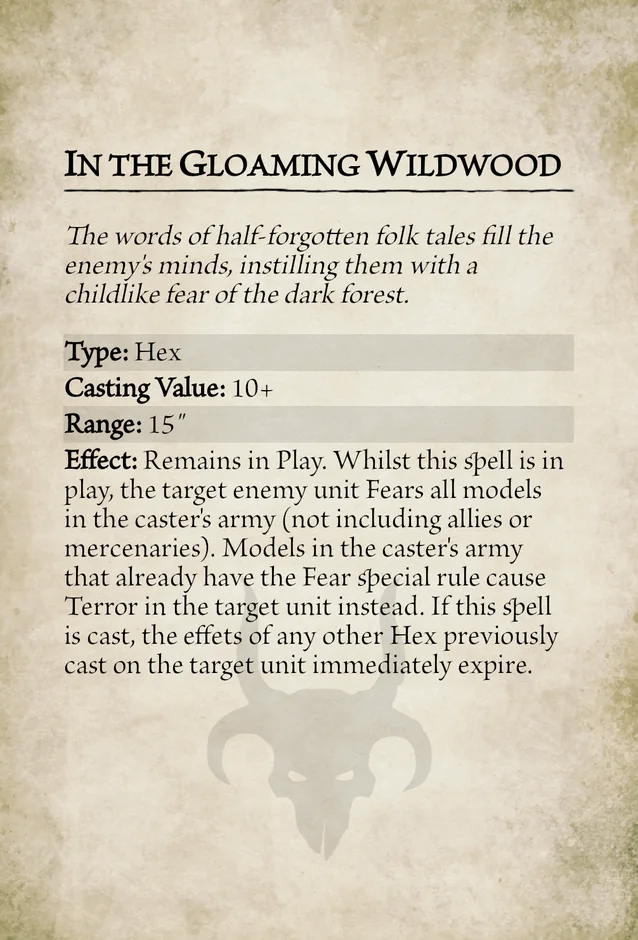 In the Gloaming Wildwood
The words of half-forgotten folk tales fill the
enemy's minds, instilling them with a
childlike fear of the dark forest.
Type: Hex
Casting Value: 10+
Range: 15"
Effect: Remains in Play. Whilst this spell is in
play, the target enemy unit Fears all models
in the caster's army (not including allies or
mercenaries). Models in the caster's army
that already have the Fear special rule cause
Terror in the target unit instead. If this spell
is cast, the effets of any other Hex previously
cast on the target unit immediately expire.